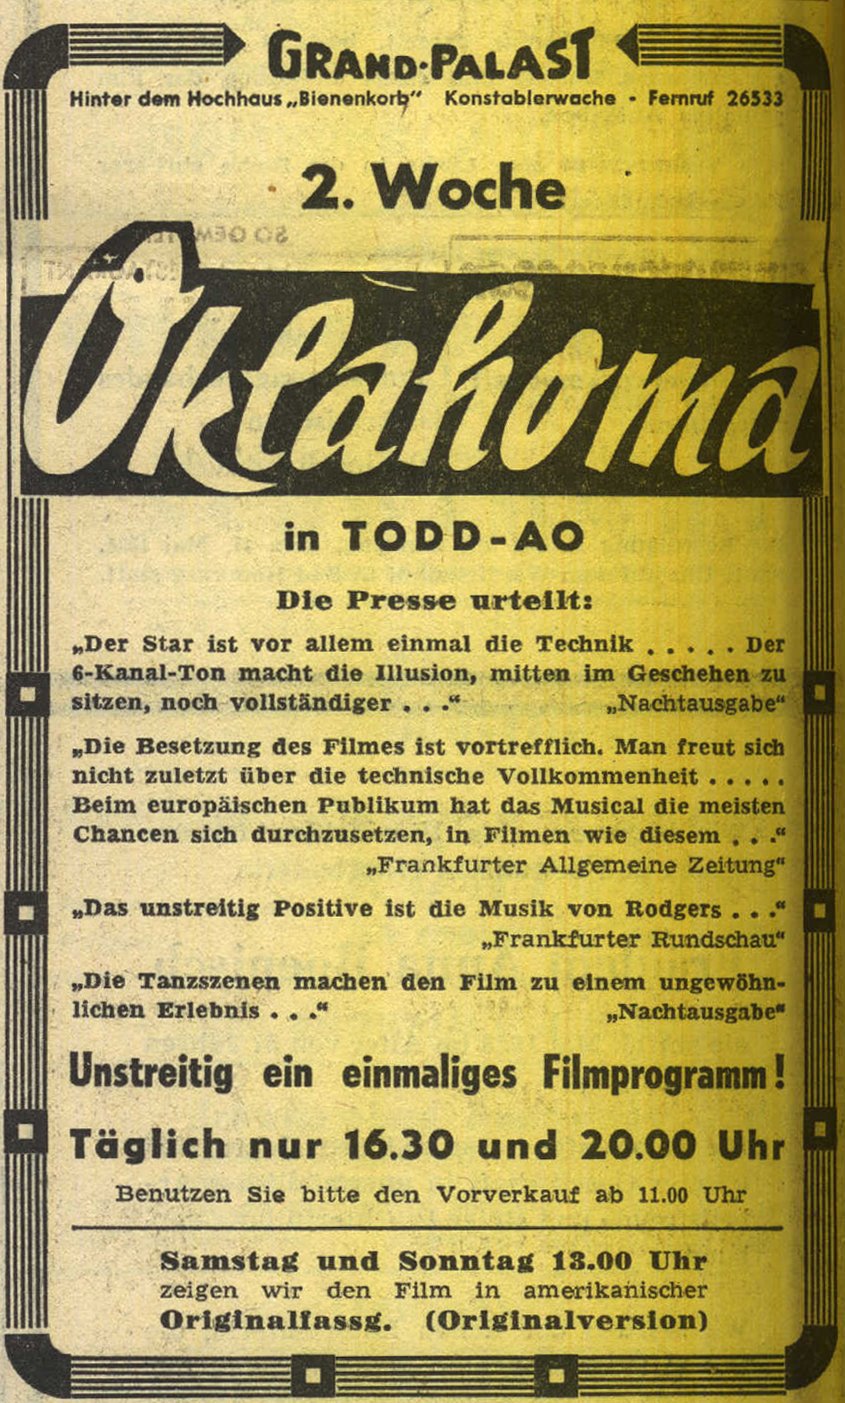 GRAND-PALAST
Hinter dem Hochhaus „Bienenkorb“ Konstablerwache • Fernruf 26533
2. Woche
Oklahoma
in TODD-AO
Die Presse urteilt:
„Der Star ist vor allem einmal die Technik . . . . . Der
6-Kanal-Ton macht die Illusion, mitten im Geschehen zu
sitzen, noch vollständiger . . .“ „Nachtausgabe“
„Die Besetzung des Filmes ist vortrefflich. Man freut sich
nicht zuletzt über die technische Vollkommenheit . . . . .
Beim europäischen Publikum hat das Musical die meisten
Chancen sich durchzusetzen, in Filmen wie diesem . . .“
„Frankfurter Allgemeine Zeitung“
„Das unstreitig Positive ist die Musik von Rodgers . . .“
„Frankfurter Rundschau“
„Die Tanzszenen machen den Film zu einem ungewöhn-
lichen Erlebnis . . .“ „Nachtausgabe“
Unstreitig ein einmaliges Filmprogramm!
Täglich nur 16.30 und 20.00 Uhr
Benutzen Sie bitte den Vorverkauf ab 11.00 Uhr
Samstag und Sonntag 13.00 Uhr
zeigen wir den Film in amerikanischer
Originalfassg. (Originalversion)